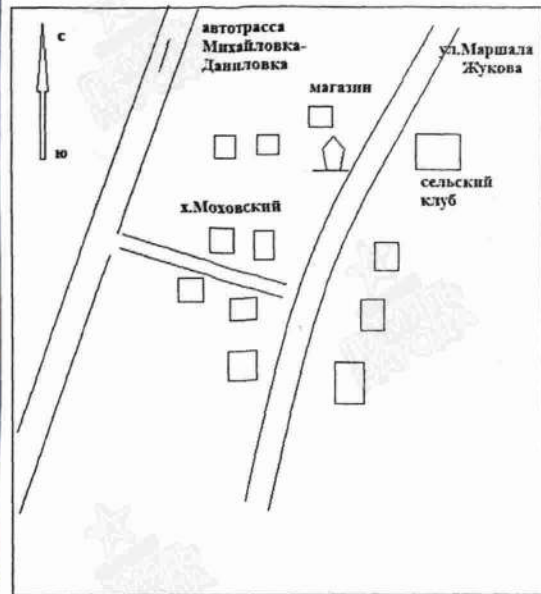 с
автотрасса
Михайловка-
Даниловка
ул.Маршала
Жукова
магазин
ю
сельский
клуб
х.Моховский